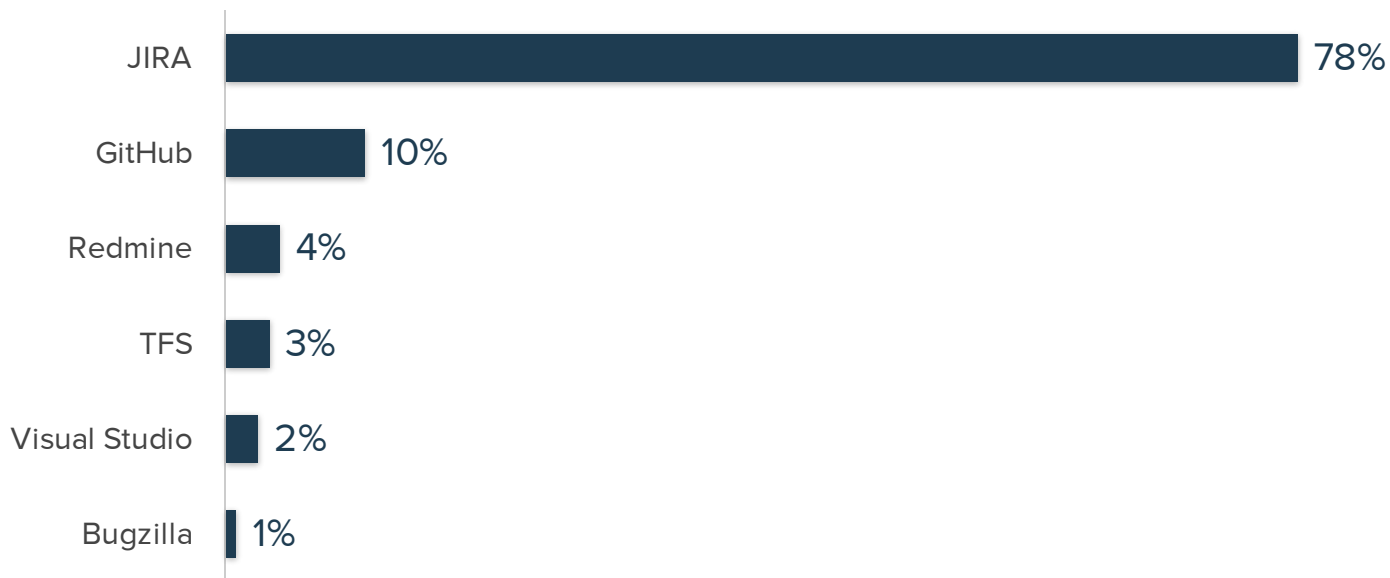 JIRA 78%
GitHub 10%
Redmine 4%
TFS 3%
Visual Studio 2%
Bugzilla 1%